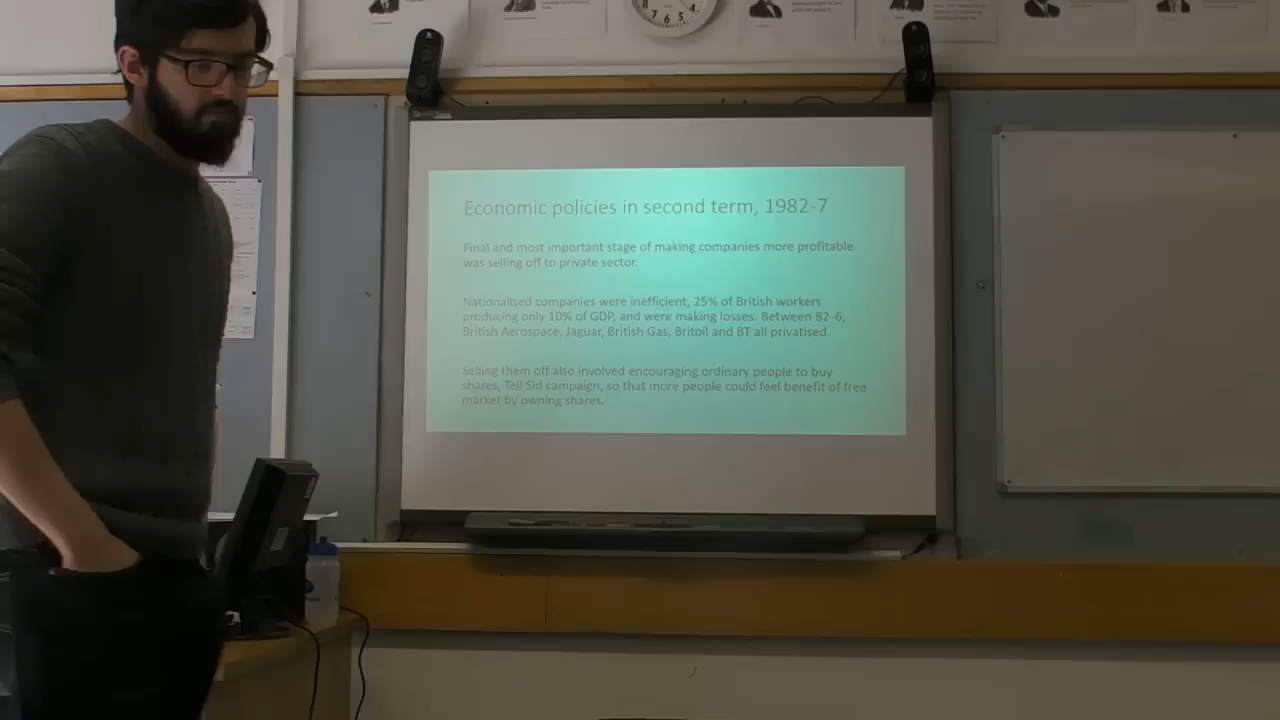 Economic policies in second term, 1982-7
Final and most important stage of making companies more profitable
was selling off to private sector.
Nationalised companies were inefficient, 25% of British workers
producing only 10% of GDP, and were making losses. Between 82-6,
British Aerospace, Jaguar, British Gas, Britoil and BT all privatised.
Selling them off also involved encouraging ordinary people to buy
shares, Tell Sid campaign, so that more people could feel benefit of free
market by owning shares.